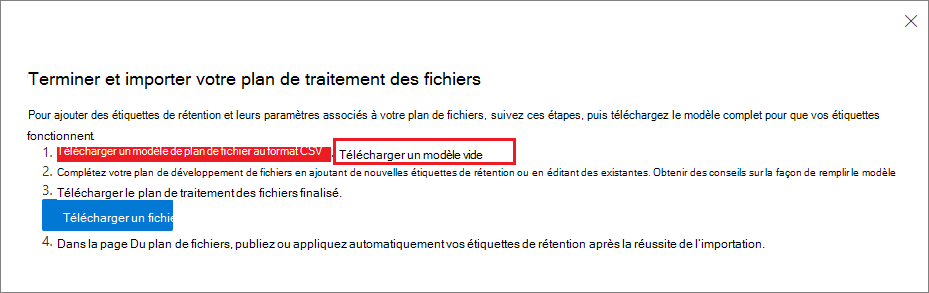 Terminer et importer votre plan de traitement des fichiers
Pour ajouter des étiquettes de rétention et leurs paramètres associés à votre plan de fichiers, suivez ces étapes, puis téléchargez le modèle complet pour que vos étiquettes
fonctionnent.
1. Télécharger un modèle de plan de fichier au format CSV . Télécharger un modèle vide
2. Complétez votre plan de développement de fichiers en ajoutant de nouvelles étiquettes de rétention ou en éditant des existantes. Obtenir des conseils sur la façon de remplir le modèle
3. Télécharger le plan de traitement des fichiers finalisé.
Télécharger un fichie
4. Dans la page Du plan de fichiers, publiez ou appliquez automatiquement vos étiquettes de rétention après la réussite de l’importation.